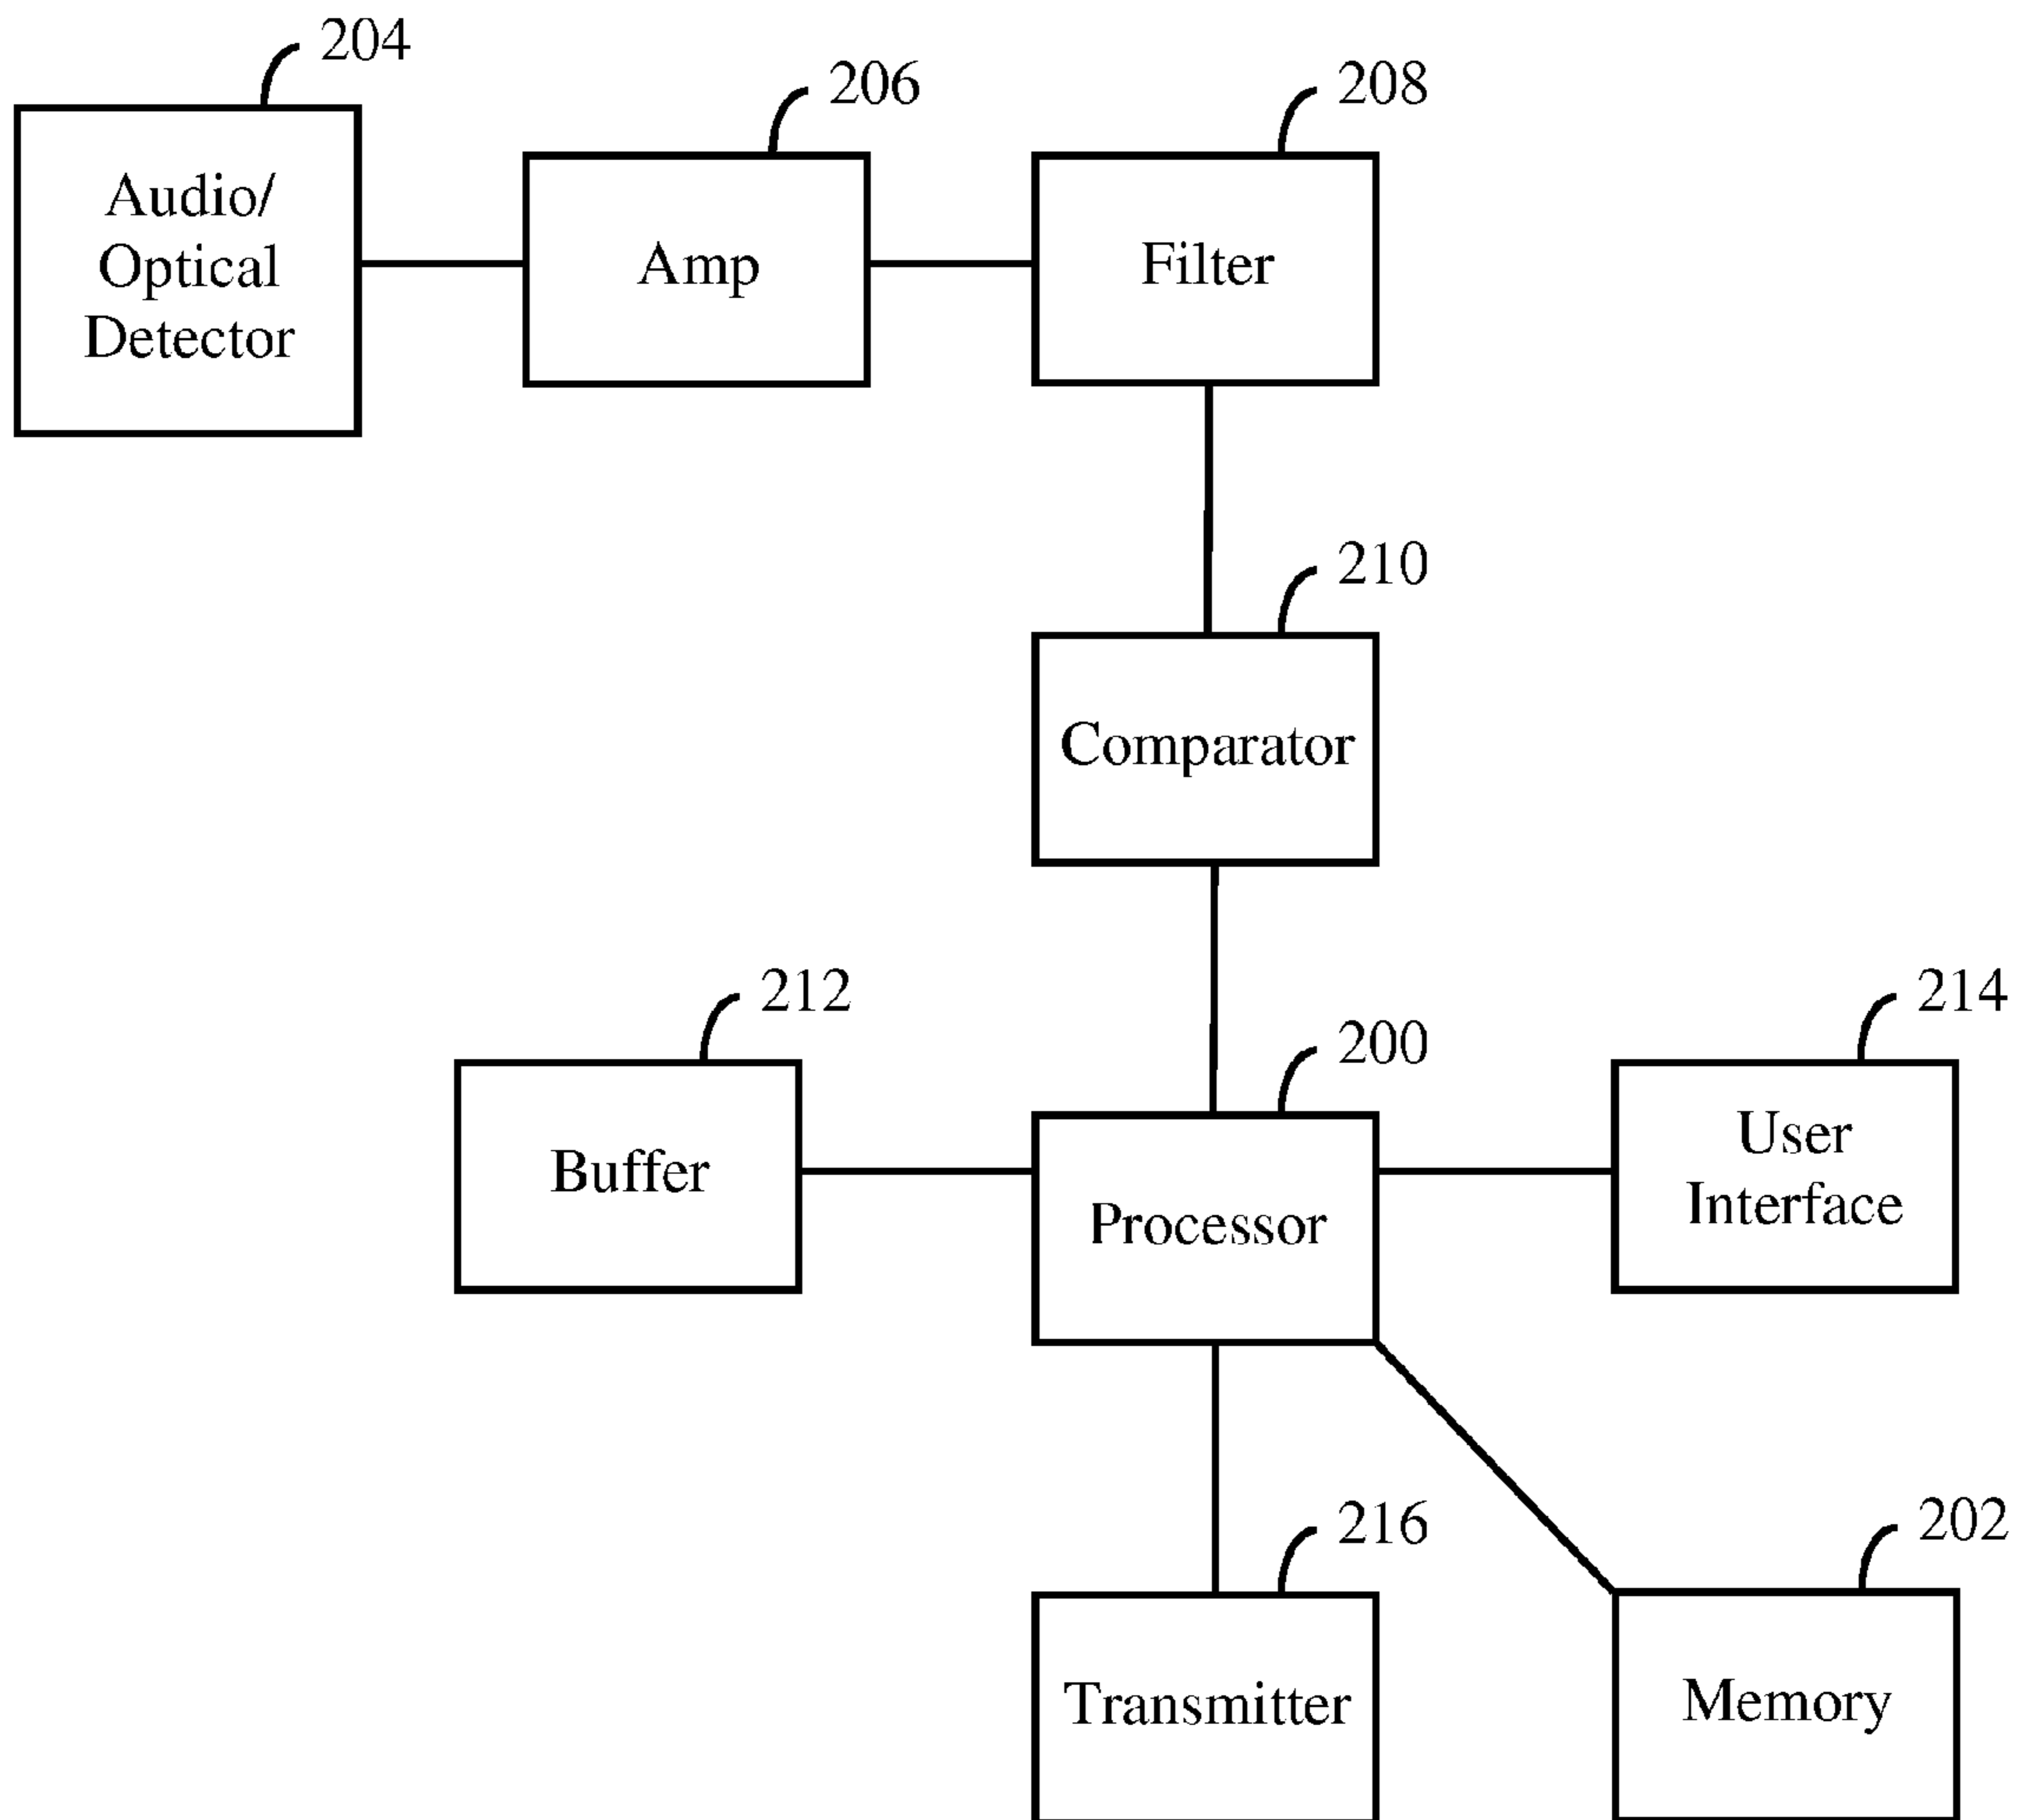 204
206
208
Audio/
Optical
Detector
Amp
Filter
210
Comparator
212
200
214
Buffer
Processor
User
Interface
216
202
Transmitter
Memory